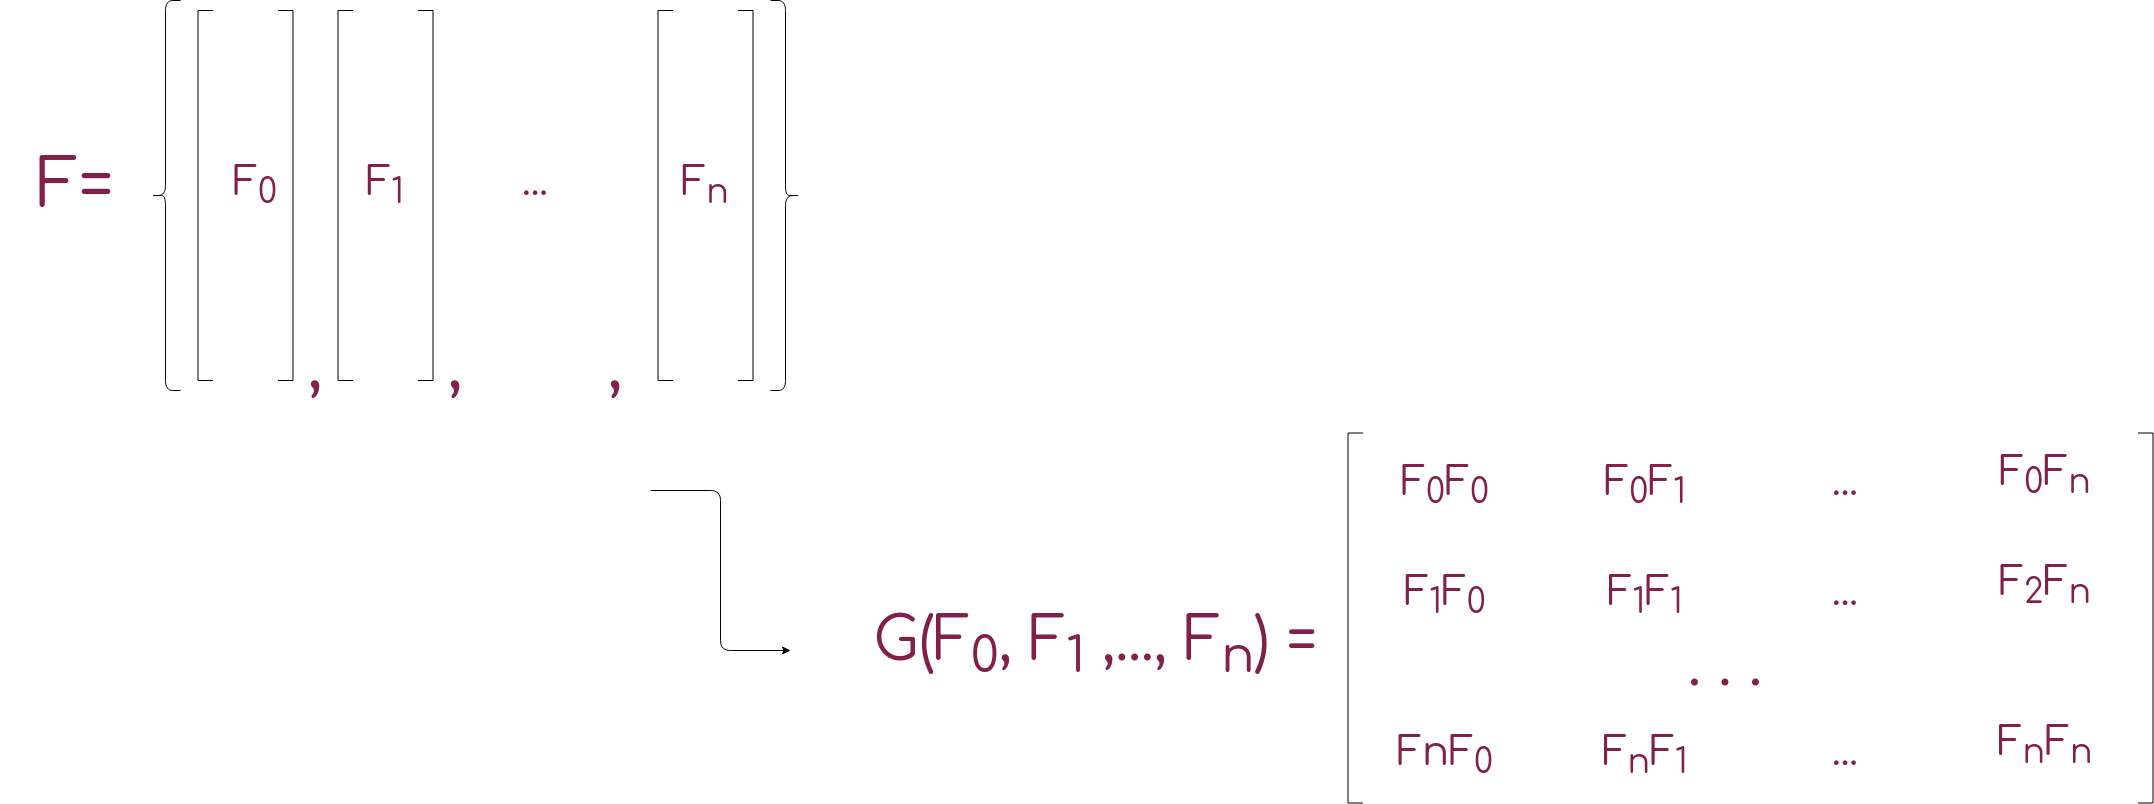 F= { [ F₀ ] , [ F₁ ] , ... , [ Fₙ ] }
G(F₀, F₁ ,..., Fₙ) =
F₀F₀ F₀F₁ ... F₀Fₙ
F₁F₀ F₁F₁ ... F₂Fₙ
. . .
FnF₀ FₙF₁ ... FₙFₙ